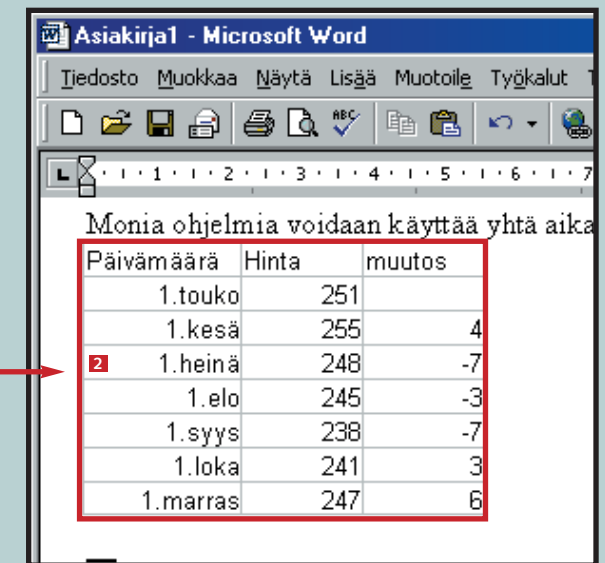 Asiakirja1 - Microsoft Word
Tiedosto Muokkaa Näytä Lisää Muotoile Työkalut
ABC
L 1 2 3 4 5 6 7
Monia ohjelmia voidaan käyttää yhtä aika
Päivämäärä Hinta muutos
1.touko 251
1.kesä 255 4
2 1.heinä 248 -7
1.elo 245 -3
1.syys 238 -7
1.loka 241 3
1.marras 247 6